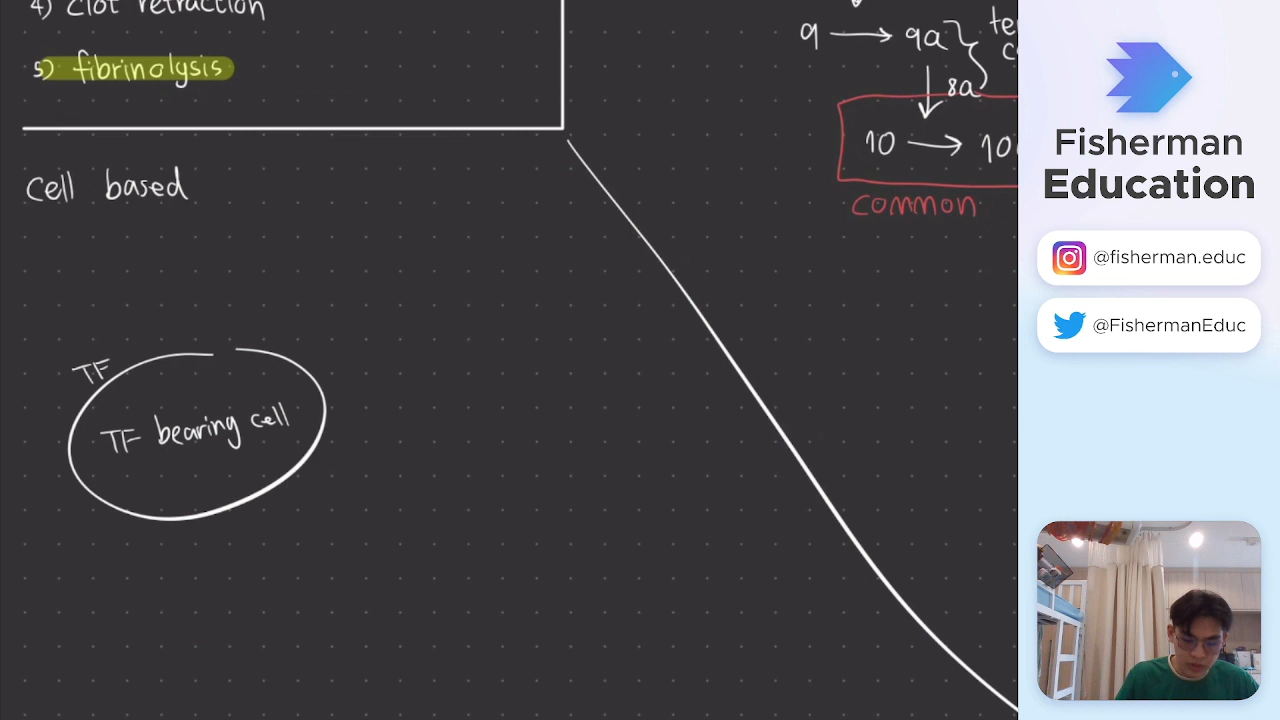 4) clot retraction
5) fibrinolysis
cell based
TF
TF bearing cell
9 → 9a
8a
10 →
common
Fisherman
Education
@fisherman.educ
@FishermanEduc